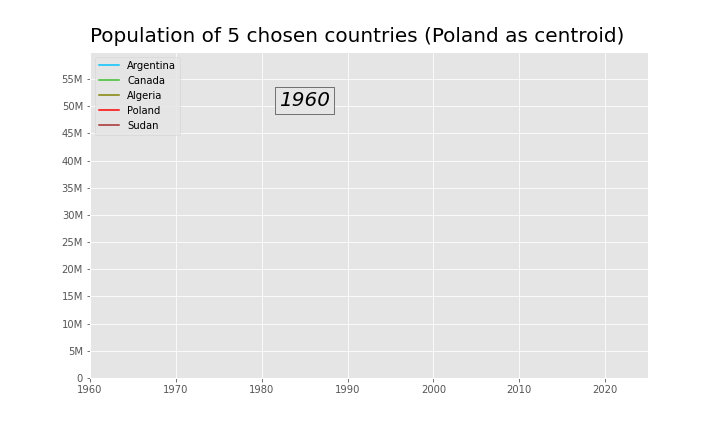 Population of 5 chosen countries (Poland as centroid)
Argentina
Canada
Algeria
Poland
Sudan
1960
55M
50M
45M
40M
35M
30M
25M
20M
15M
10M
5M
0
1960 1970 1980 1990 2000 2010 2020